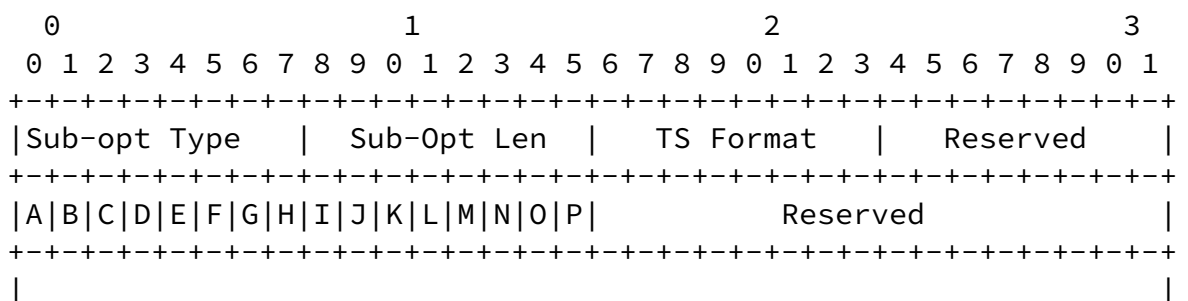 0                   1                   2                   3
 0 1 2 3 4 5 6 7 8 9 0 1 2 3 4 5 6 7 8 9 0 1 2 3 4 5 6 7 8 9 0 1
+-+-+-+-+-+-+-+-+-+-+-+-+-+-+-+-+-+-+-+-+-+-+-+-+-+-+-+-+-+-+-+-+
|Sub-opt Type   |  Sub-Opt Len  |   TS Format   |   Reserved    |
+-+-+-+-+-+-+-+-+-+-+-+-+-+-+-+-+-+-+-+-+-+-+-+-+-+-+-+-+-+-+-+-+
|A|B|C|D|E|F|G|H|I|J|K|L|M|N|O|P|          Reserved             |
+-+-+-+-+-+-+-+-+-+-+-+-+-+-+-+-+-+-+-+-+-+-+-+-+-+-+-+-+-+-+-+-+
|                                                               |